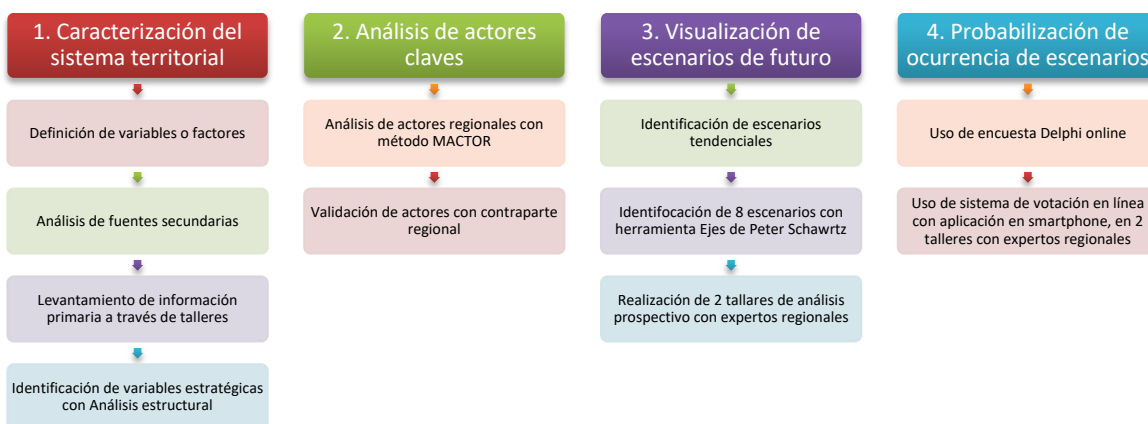 1. Caracterización del
sistema territorial
Definición de variables o factores
Análisis de fuentes secundarias
Levantamiento de información
primaria a través de talleres
Identificación de variables estratégicas
con Análisis estructural
2. Análisis de actores
claves
Análisis de actores regionales con
método MACTOR
Validación de actores con contraparte
regional
3. Visualización de
escenarios de futuro
Identificación de escenarios
tendenciales
Identifocación de 8 escenarios con
herramienta Ejes de Peter Schawrtz
Realización de 2 tallares de análisis
prospectivo con expertos regionales
4. Probabilización de
ocurrencia de escenarios
Uso de encuesta Delphi online
Uso de sistema de votación en línea
con aplicación en smartphone, en 2
talleres con expertos regionales